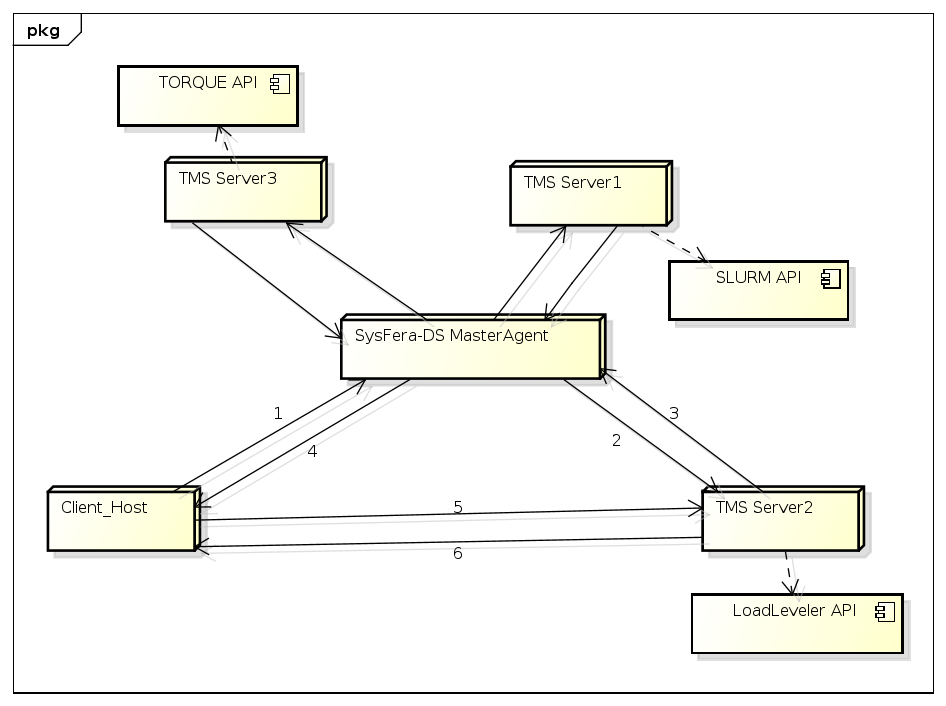 pkg
TORQUE API
TMS Server3
TMS Server1
SLURM API
SysFera-DS MasterAgent
1
3
2
4
Client_Host
5
TMS Server2
6
LoadLeveler API